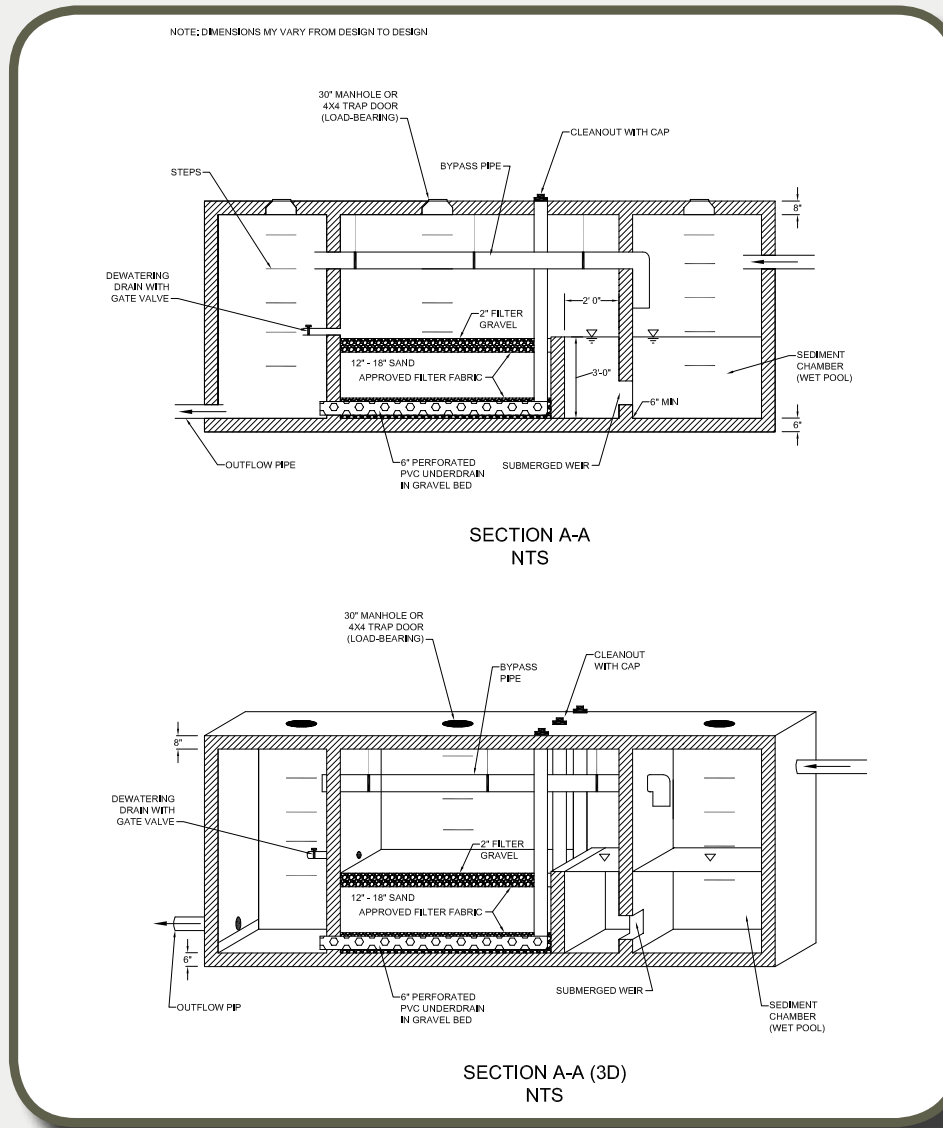 NOTE: DIMENSIONS MY VARY FROM DESIGN TO DESIGN
30" MANHOLE OR
4X4 TRAP DOOR
(LOAD-BEARING)
CLEANOUT WITH CAP
BYPASS PIPE
STEPS
8"
DEWATERING
DRAIN WITH
GATE VALVE
2' 0"
2" FILTER
GRAVEL
12" - 18" SAND
APPROVED FILTER FABRIC
3'-0"
SEDIMENT
CHAMBER
(WET POOL)
6" MIN
6"
OUTFLOW PIPE
6" PERFORATED
PVC UNDERDRAIN
IN GRAVEL BED
SUBMERGED WEIR
SECTION A-A
NTS
30" MANHOLE OR
4X4 TRAP DOOR
(LOAD-BEARING)
BYPASS
PIPE
CLEANOUT
WITH CAP
8"
DEWATERING
DRAIN WITH
GATE VALVE
2" FILTER
GRAVEL
12" - 18" SAND
APPROVED FILTER FABRIC
6"
OUTFLOW PIP
6" PERFORATED
PVC UNDERDRAIN
IN GRAVEL BED
SUBMERGED WEIR
SEDIMENT
CHAMBER
(WET POOL)
SECTION A-A (3D)
NTS